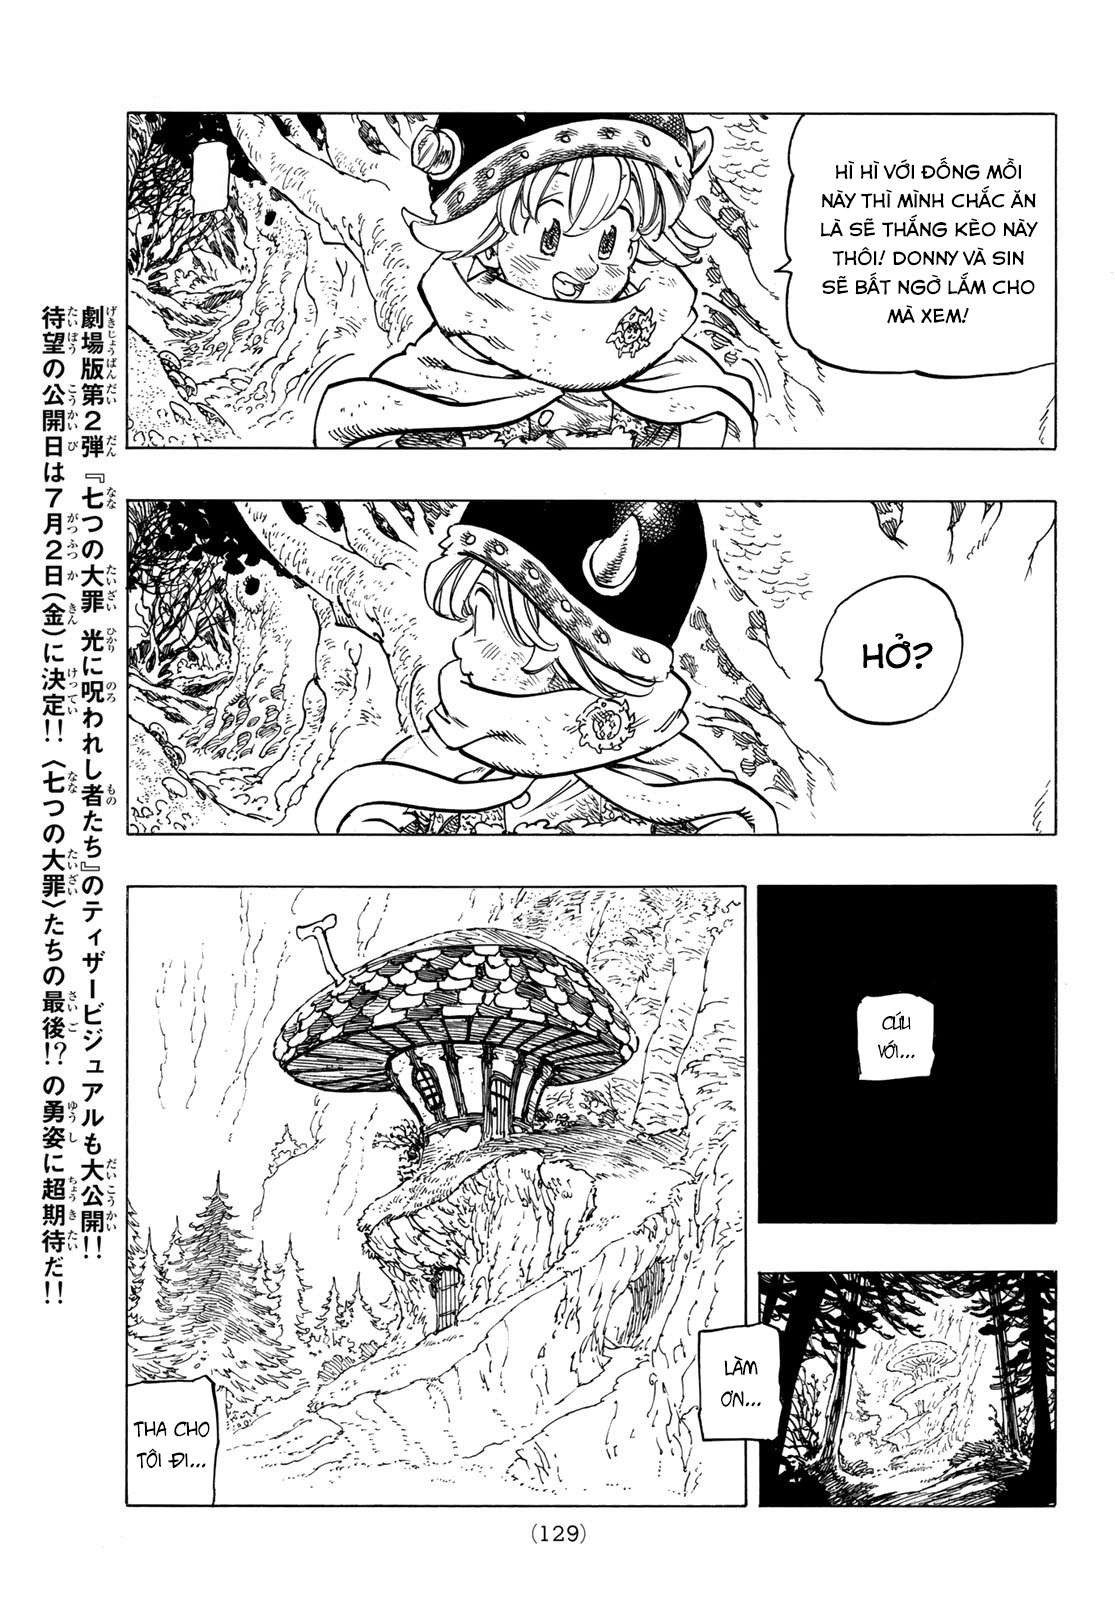 HÌ HÌ VỚI ĐỐNG MỒI
NÀY THÌ MÌNH CHẮC ĂN
LÀ SẼ THẮNG KÈO NÀY
THÔI! DONNY VÀ SIN
SẼ BẤT NGỜ LẮM CHO
MÀ XEM!
HỞ?
CỨU
VỚI...
LÀM
ƠN...
THA CHO
TÔI ĐI...
劇場版第2弾『七つの大罪 光に呪われし者たち』のティザービジュアルも大公開!!
待望の公開日は7月2日(金)に決定!!〈七つの大罪〉たちの最後!?の勇姿に超期待だ!!
(129)